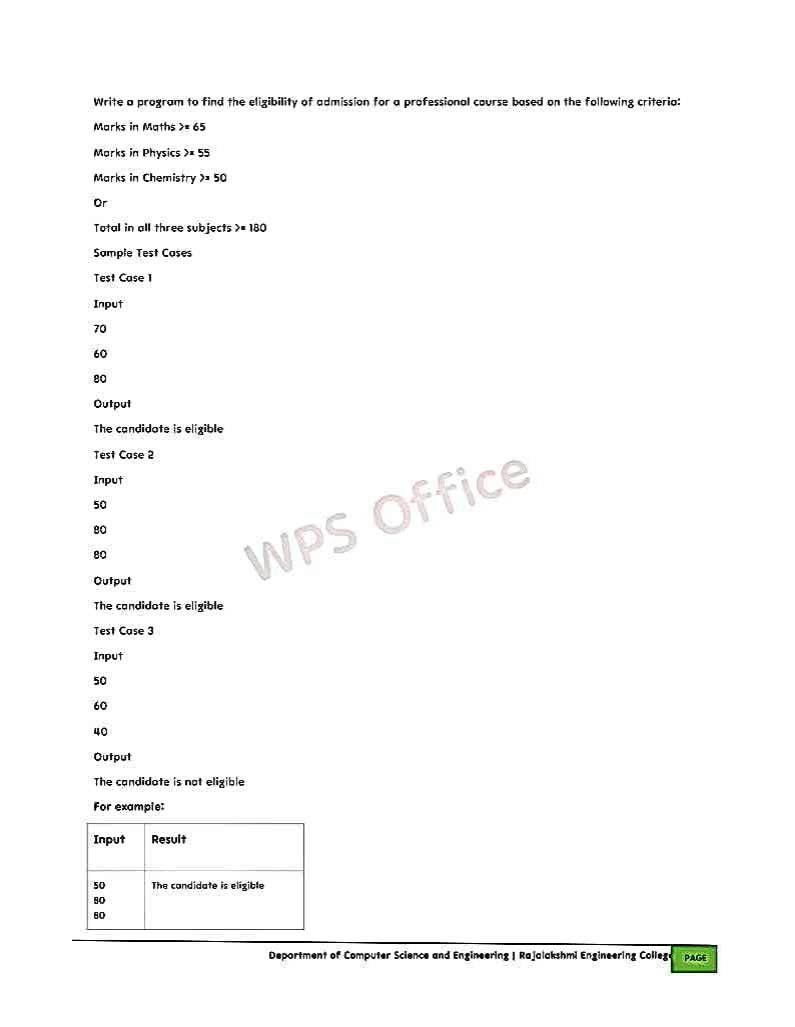 Write a program to find the eligibility of admission for a professional course based on the following criteria:
Marks in Maths >= 65
Marks in Physics >= 55
Marks in Chemistry >= 50
Or
Total in all three subjects >= 180
Sample Test Cases
Test Case 1
Input
70
60
80
Output
The candidate is eligible
Test Case 2
Input
50
80
80
Output
The candidate is eligible
Test Case 3
Input
50
60
40
Output
The candidate is not eligible
For example:
Input Result
50 The candidate is eligible
80
80
WPS Office
Department of Computer Science and Engineering | Rajalakshmi Engineering College
PAGE